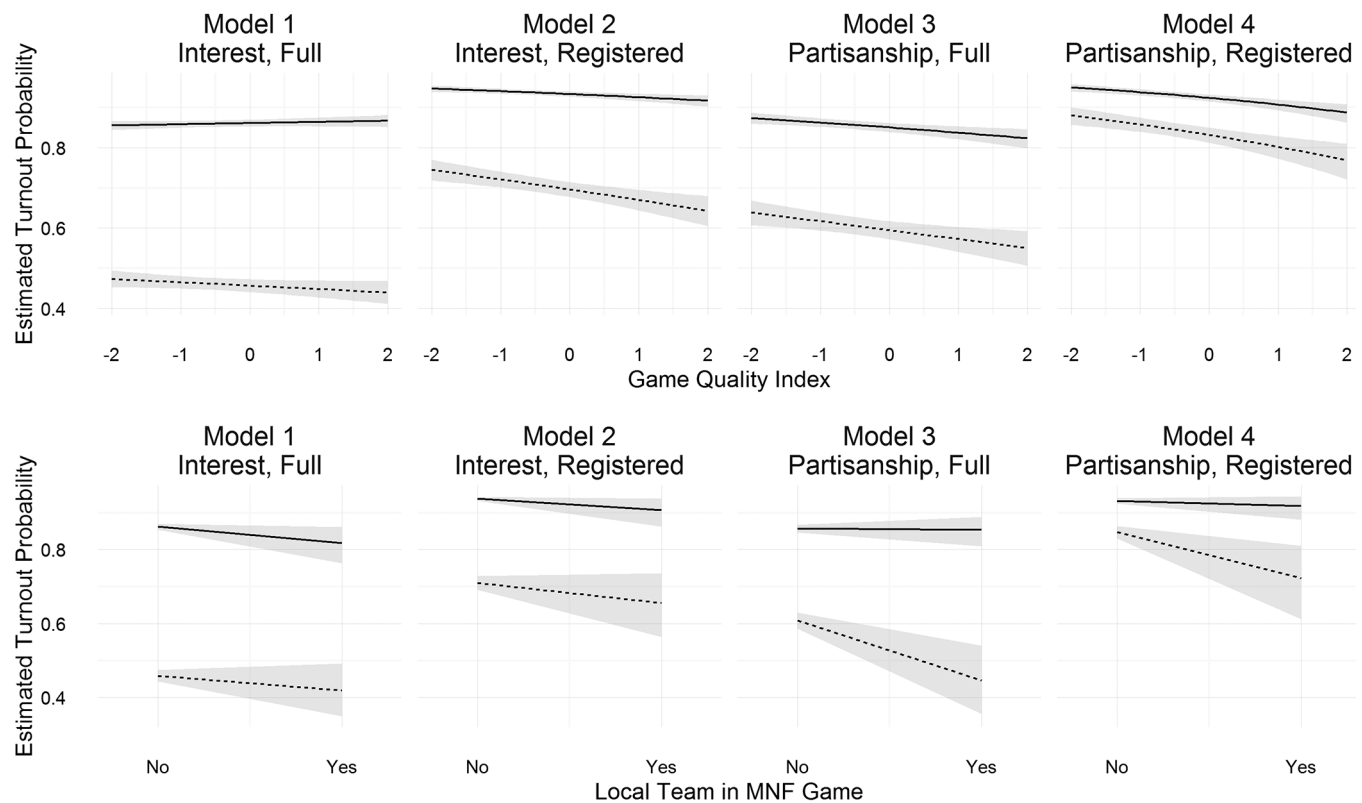 Model 1
Interest, Full
Model 2
Interest, Registered
Model 3
Partisanship, Full
Model 4
Partisanship, Registered
Estimated Turnout Probability
0.8
0.6
0.4
-2 -1 0 1 2 -2 -1 0 1 2 -2 -1 0 1 2 -2 -1 0 1 2
Game Quality Index
Model 1
Interest, Full
Model 2
Interest, Registered
Model 3
Partisanship, Full
Model 4
Partisanship, Registered
Estimated Turnout Probability
0.8
0.6
0.4
No Yes No Yes No Yes No Yes
Local Team in MNF Game